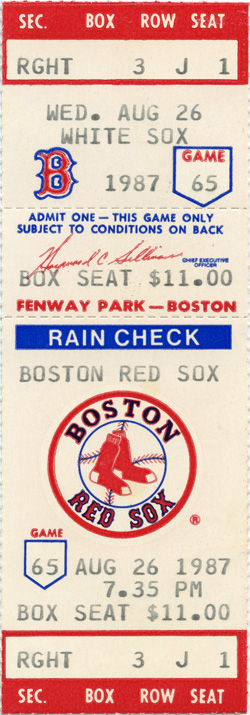 SEC. BOX ROW SEAT
RGHT 3 J 1
WED. AUG 26
WHITE SOX
B 1987
GAME
65
ADMIT ONE — THIS GAME ONLY
SUBJECT TO CONDITIONS ON BACK
Haywood C. Sullivan
CHIEF EXECUTIVE
OFFICER
BOX SEAT $11.00
FENWAY PARK — BOSTON
RAIN CHECK
BOSTON RED SOX
BOSTON
RED SOX
®
GAME
65 AUG 26 1987
7.35 PM
BOX SEAT $11.00
RGHT 3 J 1
SEC. BOX ROW SEAT